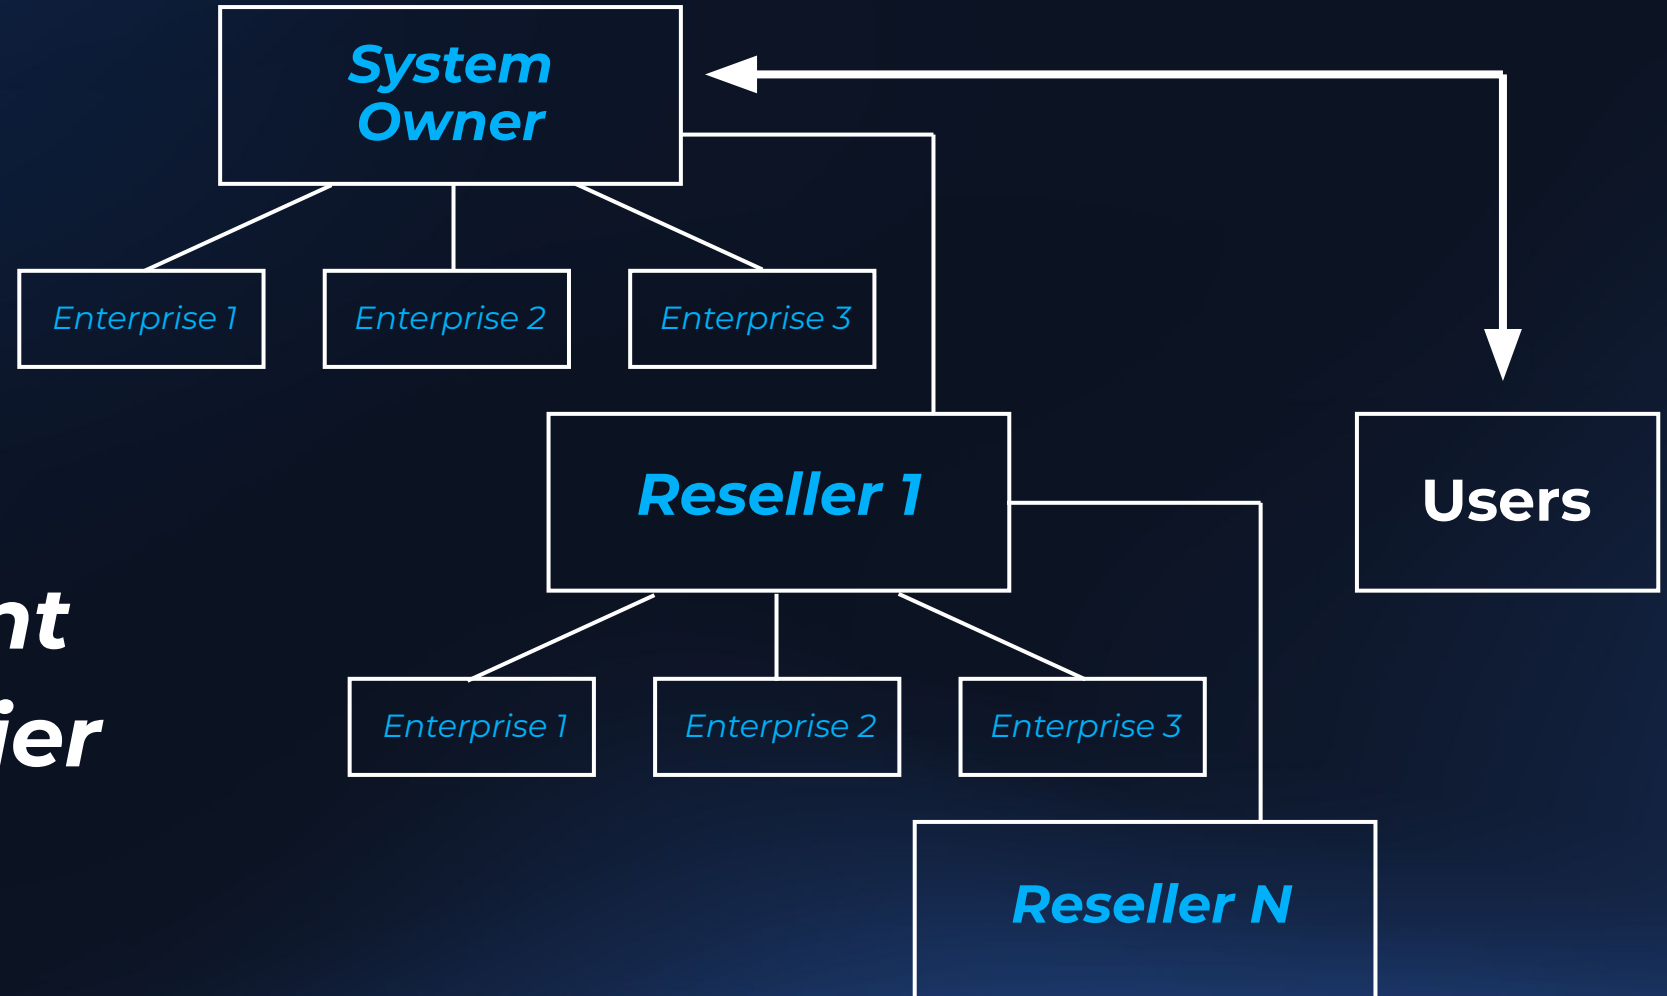 System
Owner
Enterprise 1
Enterprise 2
Enterprise 3
Reseller 1
Users
Enterprise 1
Enterprise 2
Enterprise 3
Reseller N